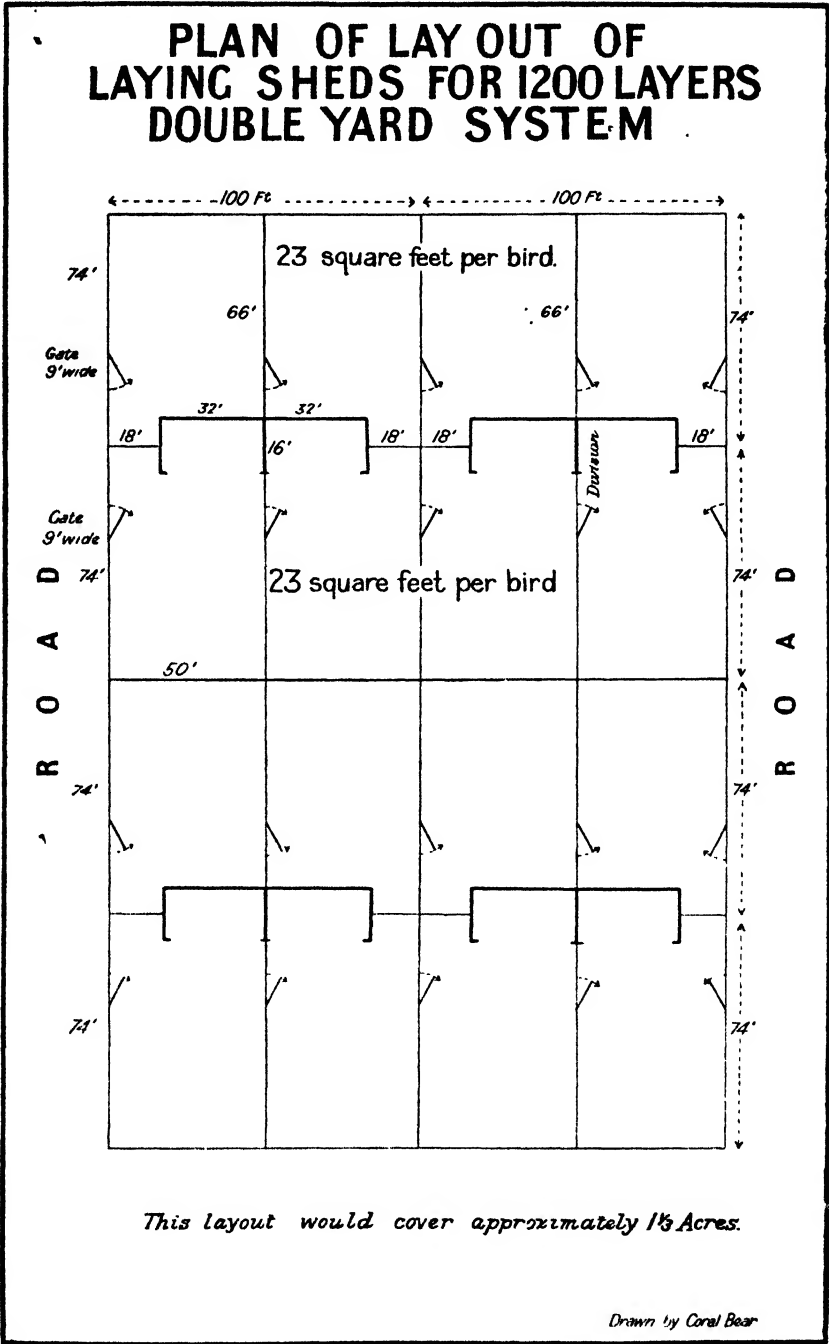 PLAN OF LAY OUT OF
LAYING SHEDS FOR 1200 LAYERS
DOUBLE YARD SYSTEM
100 Ft 100 Ft
74' 23 square feet per bird.
66' 66' 74'
Gate
9' wide
32' 32'
18' 16' 18' 18' Division 18'
Gate
9' wide
74' 23 square feet per bird 74'
ROAD ROAD
50'
74' 74'
74' 74'
This layout would cover approximately 1⅓ Acres.
Drawn by Coral Bear